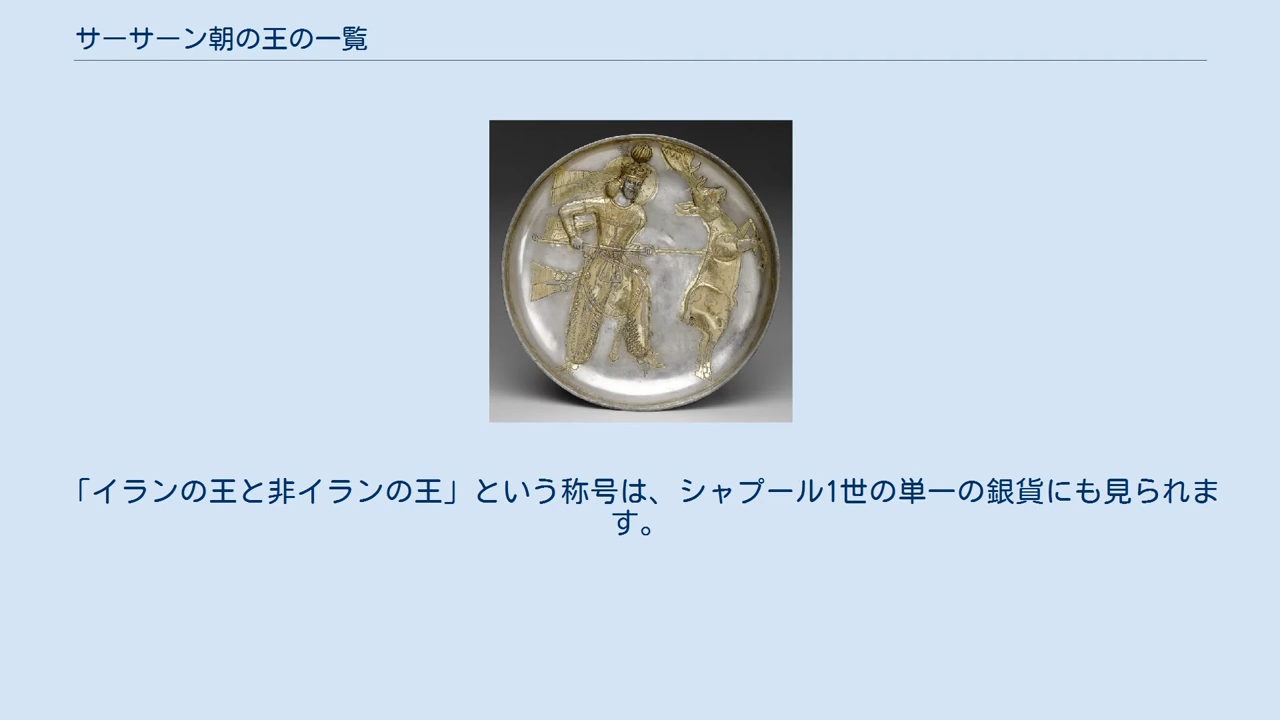 サーサーン朝の王の一覧
「イランの王と非イランの王」という称号は、シャプール1世の単一の銀貨にも見られま
す。